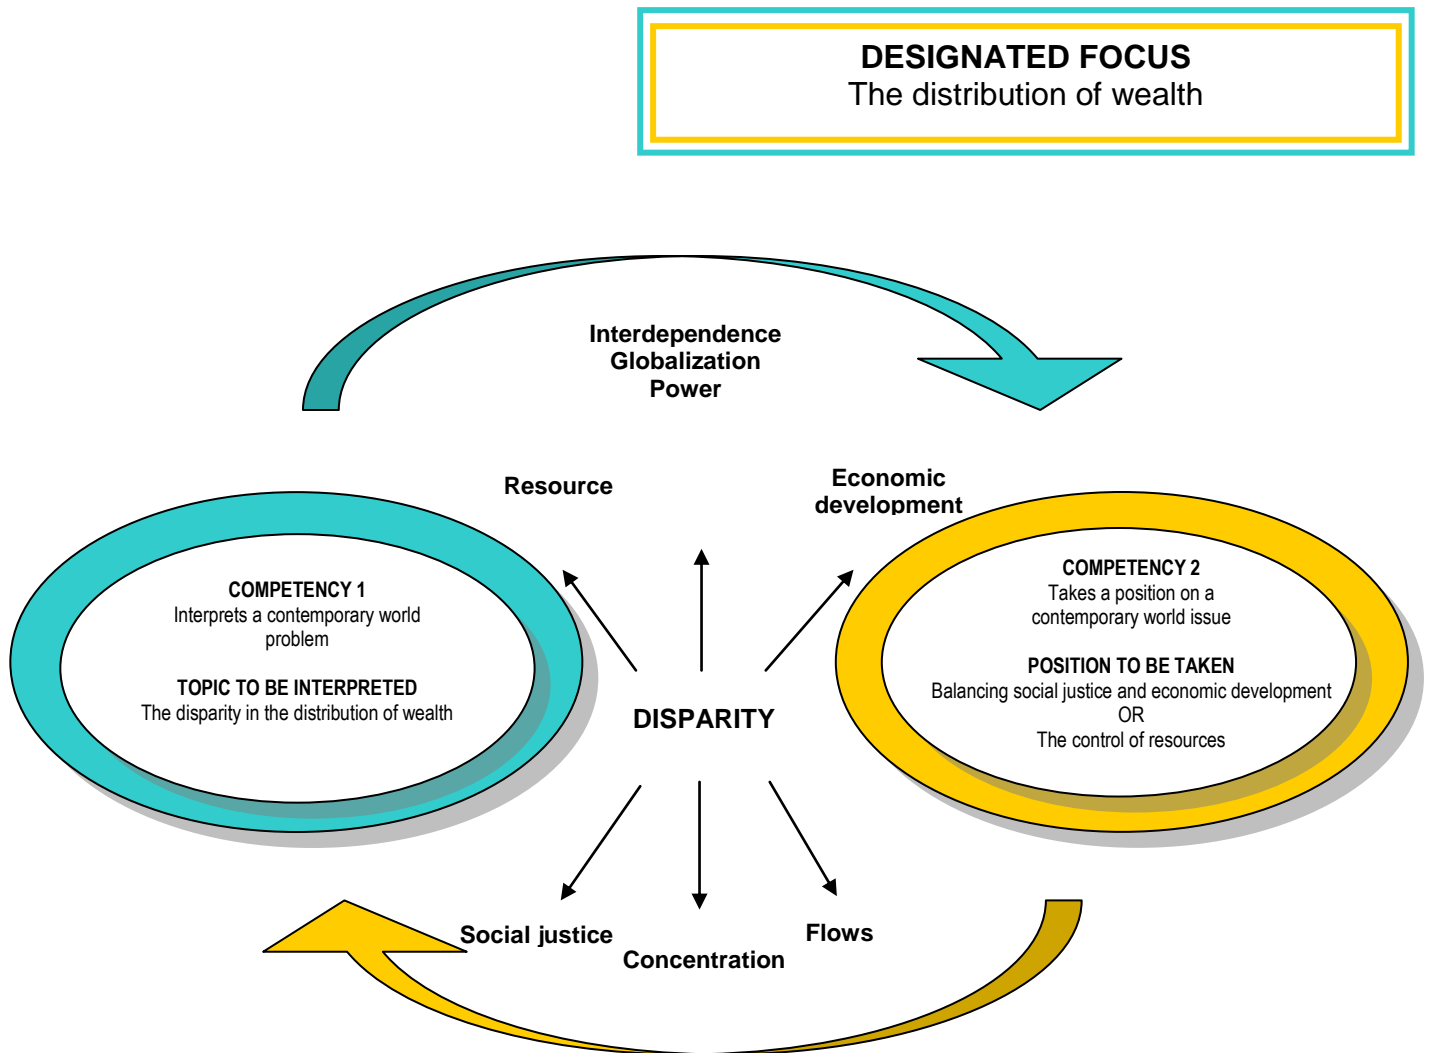 DESIGNATED FOCUS
The distribution of wealth
Interdependence
Globalization
Power
Resource
Economic
development
COMPETENCY 1
Interprets a contemporary world
problem
TOPIC TO BE INTERPRETED
The disparity in the distribution of wealth
DISPARITY
COMPETENCY 2
Takes a position on a
contemporary world issue
POSITION TO BE TAKEN
Balancing social justice and economic development
OR
The control of resources
Social justice
Concentration
Flows